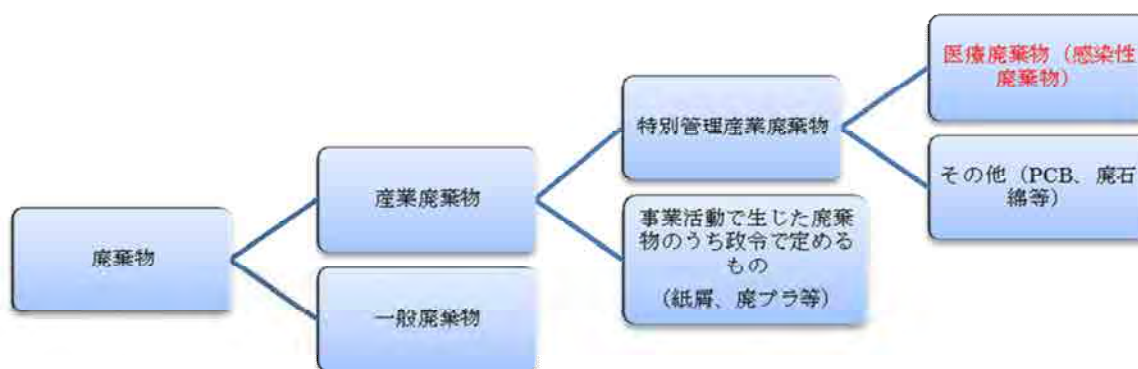 廃棄物
産業廃棄物
一般廃棄物
特別管理産業廃棄物
事業活動で生じた廃棄
物のうち政令で定める
もの
（紙屑、廃プラ等）
医療廃棄物（感染性
廃棄物）
その他（PCB、廃石
綿等）